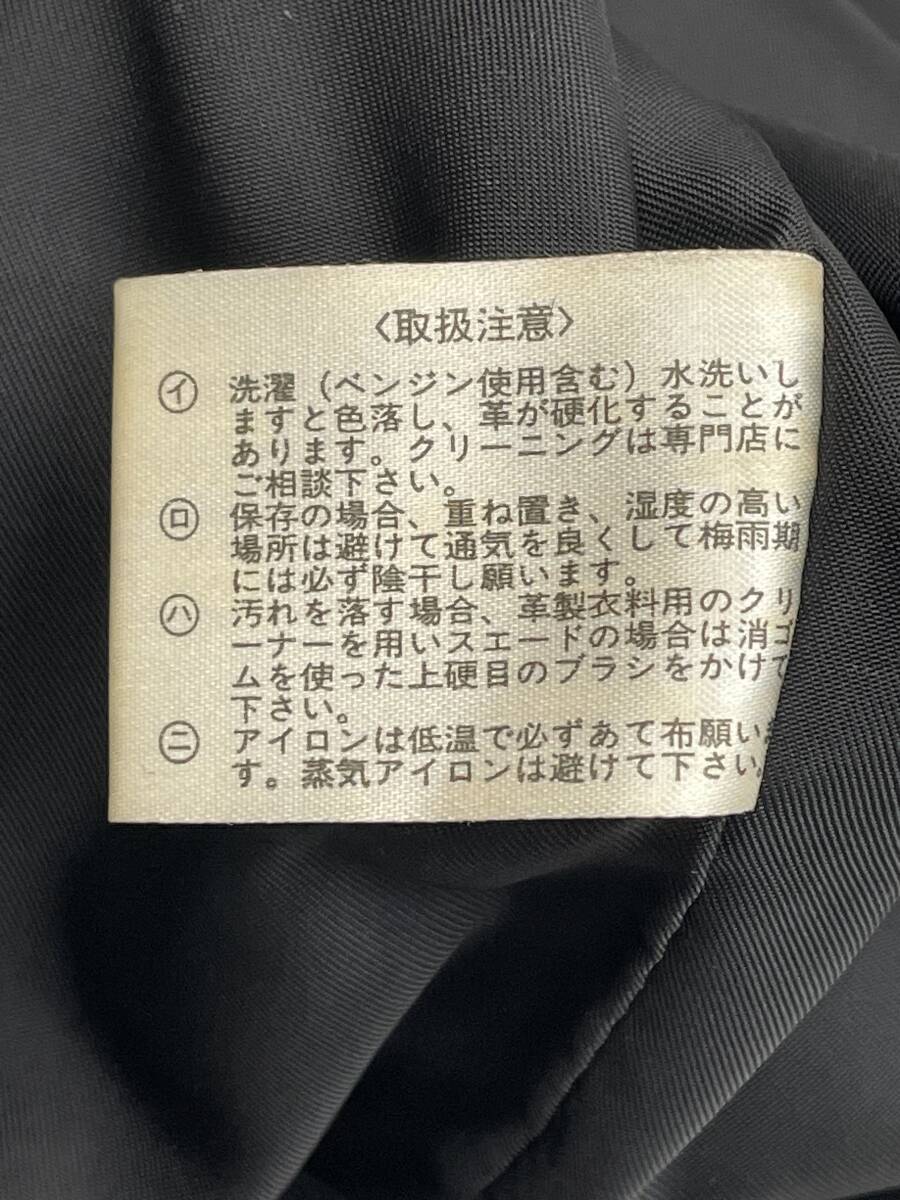 〈取扱注意〉
㋑ 洗濯（ベンジン使用含む）水洗いし
ますと色落し、革が硬化することが
あります。クリーニングは専門店に
ご相談下さい。
㋺ 保存の場合、重ね置き、湿度の高い
場所は避けて通気を良くして梅雨期
には必ず陰干し願います。
㋩ 汚れを落す場合、革製衣料用のクリ
ーナーを用いスエードの場合は消ゴ
ムを使った上硬目のブラシをかけて
下さい。
㋥ アイロンは低温で必ずあて布願い
す。蒸気アイロンは避けて下さい。